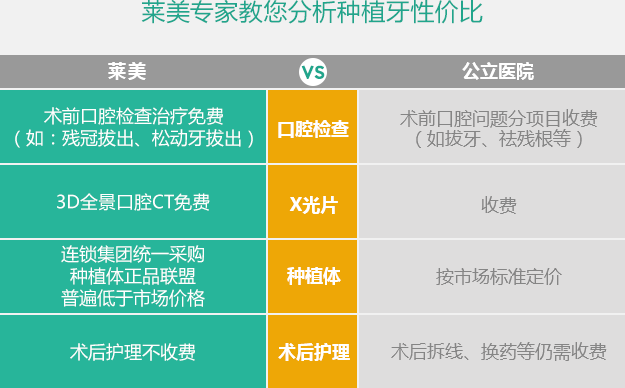 莱美专家教您分析种植牙性价比
莱美 VS 公立医院
术前口腔检查治疗免费
（如：残冠拔出、松动牙拔出）
口腔检查
术前口腔问题分项目收费
（如拔牙、祛残根等）
3D全景口腔CT免费
X光片
收费
连锁集团统一采购
种植体正品联盟
普遍低于市场价格
种植体
按市场标准定价
术后护理不收费
术后护理
术后拆线、换药等仍需收费